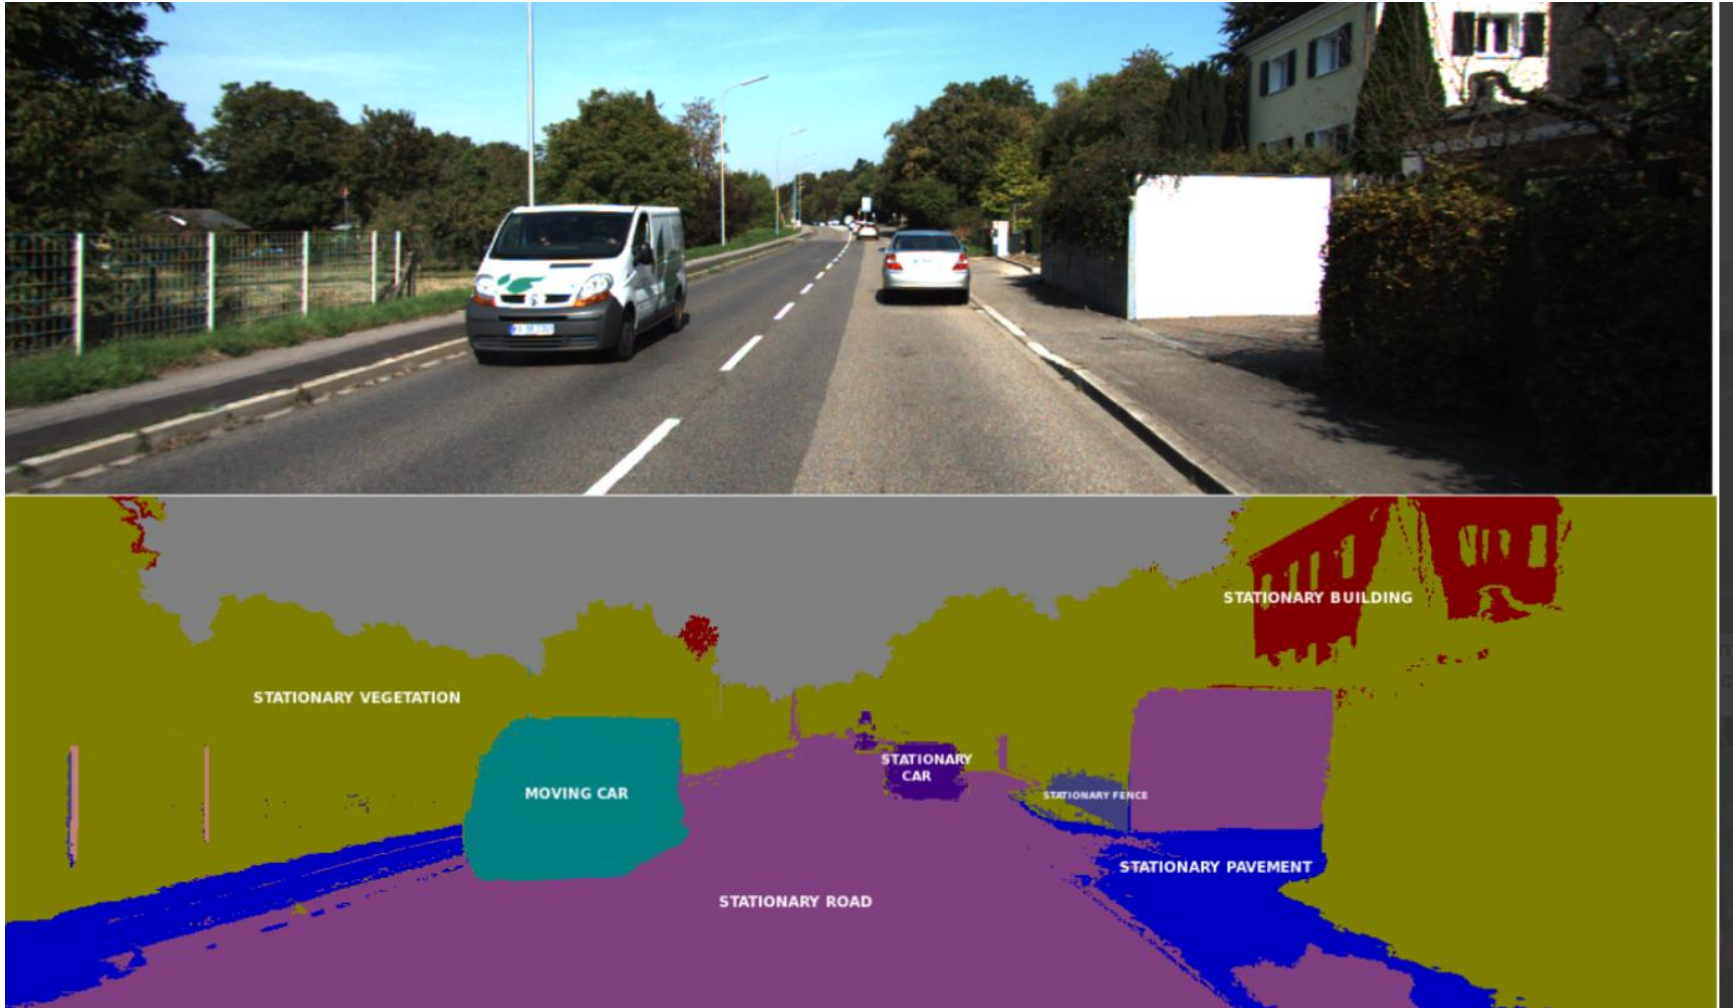 STATIONARY BUILDING
STATIONARY VEGETATION
STATIONARY
CAR
MOVING CAR
STATIONARY FENCE
STATIONARY PAVEMENT
STATIONARY ROAD